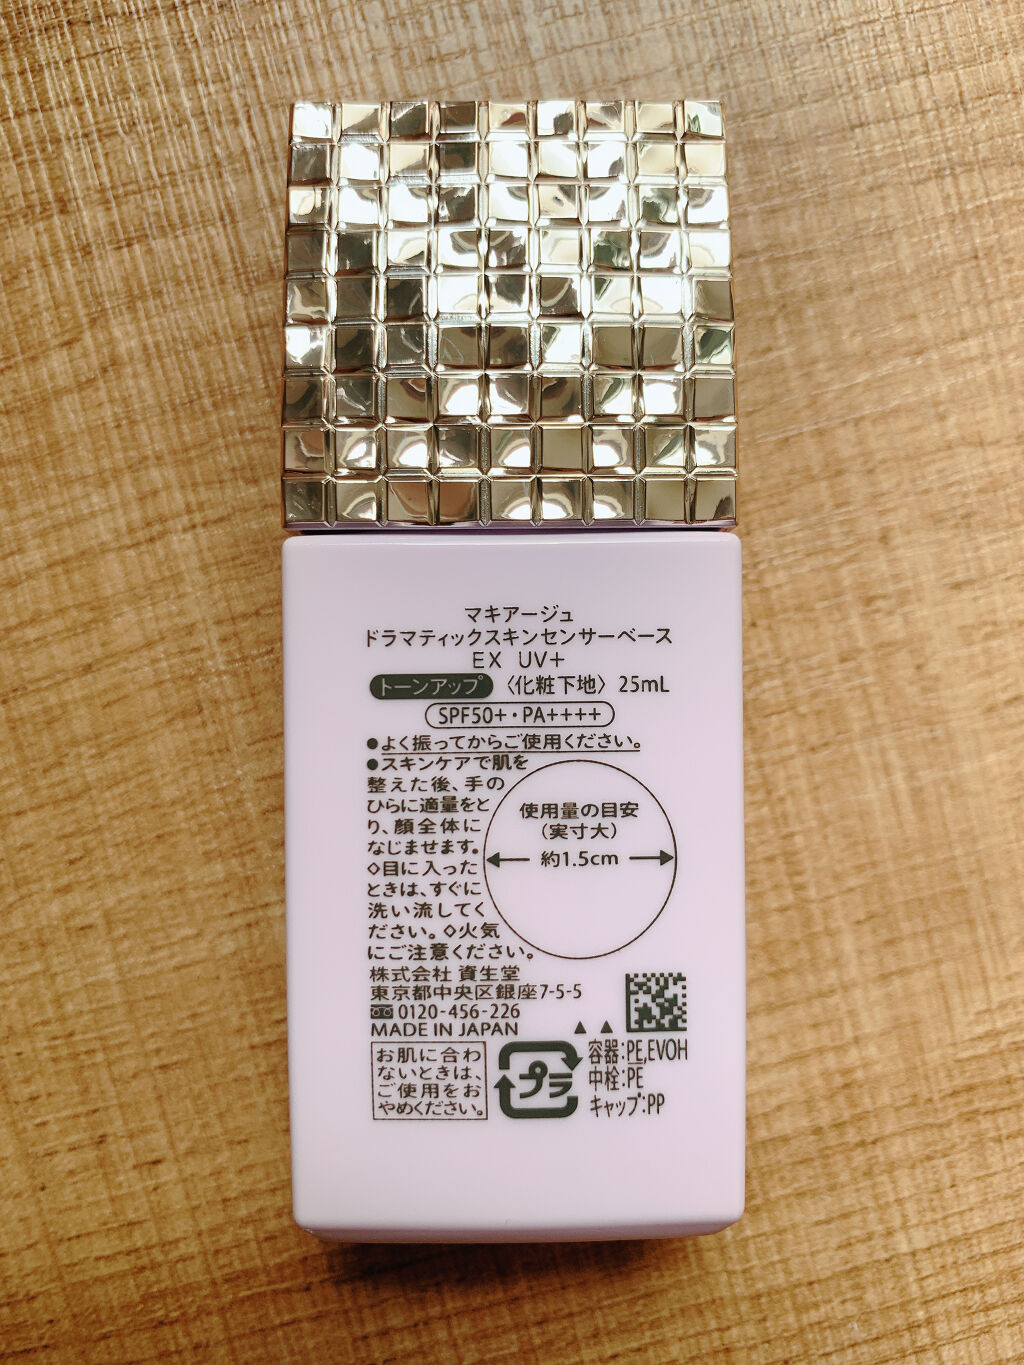 マキアージュ
ドラマティックスキンセンサーベース
EX UV+
トーンアップ 〈化粧下地〉 25mL
SPF50+・PA++++
●よく振ってからご使用ください。
●スキンケアで肌を
整えた後、手の
ひらに適量をと
り、顔全体に
なじませます。
◇目に入った
ときは、すぐに
洗い流してく
ださい。◇火気
にご注意ください。
使用量の目安
(実寸大)
約1.5cm
株式会社 資生堂
東京都中央区銀座7-5-5
0120-456-226
MADE IN JAPAN
お肌に合わ
ないときは、
ご使用をお
やめください。
プラ
容器:PE,EVOH
中栓:PE
キャップ:PP